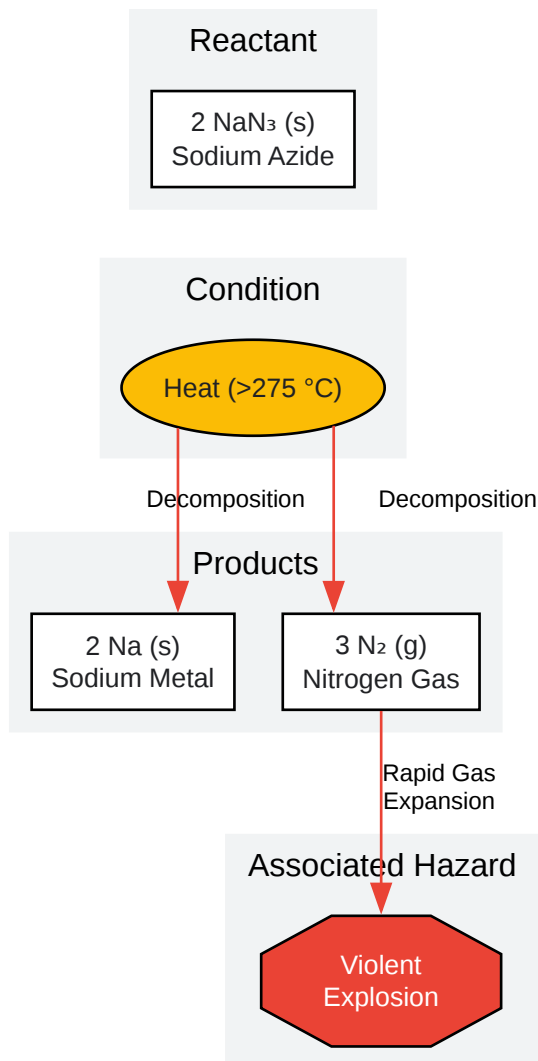 Reactant
2 NaN₃ (s)
Sodium Azide
Condition
Heat (>275 °C)
Decomposition
Decomposition
Products
2 Na (s)
Sodium Metal
3 N₂ (g)
Nitrogen Gas
Rapid Gas
Expansion
Associated Hazard
Violent
Explosion